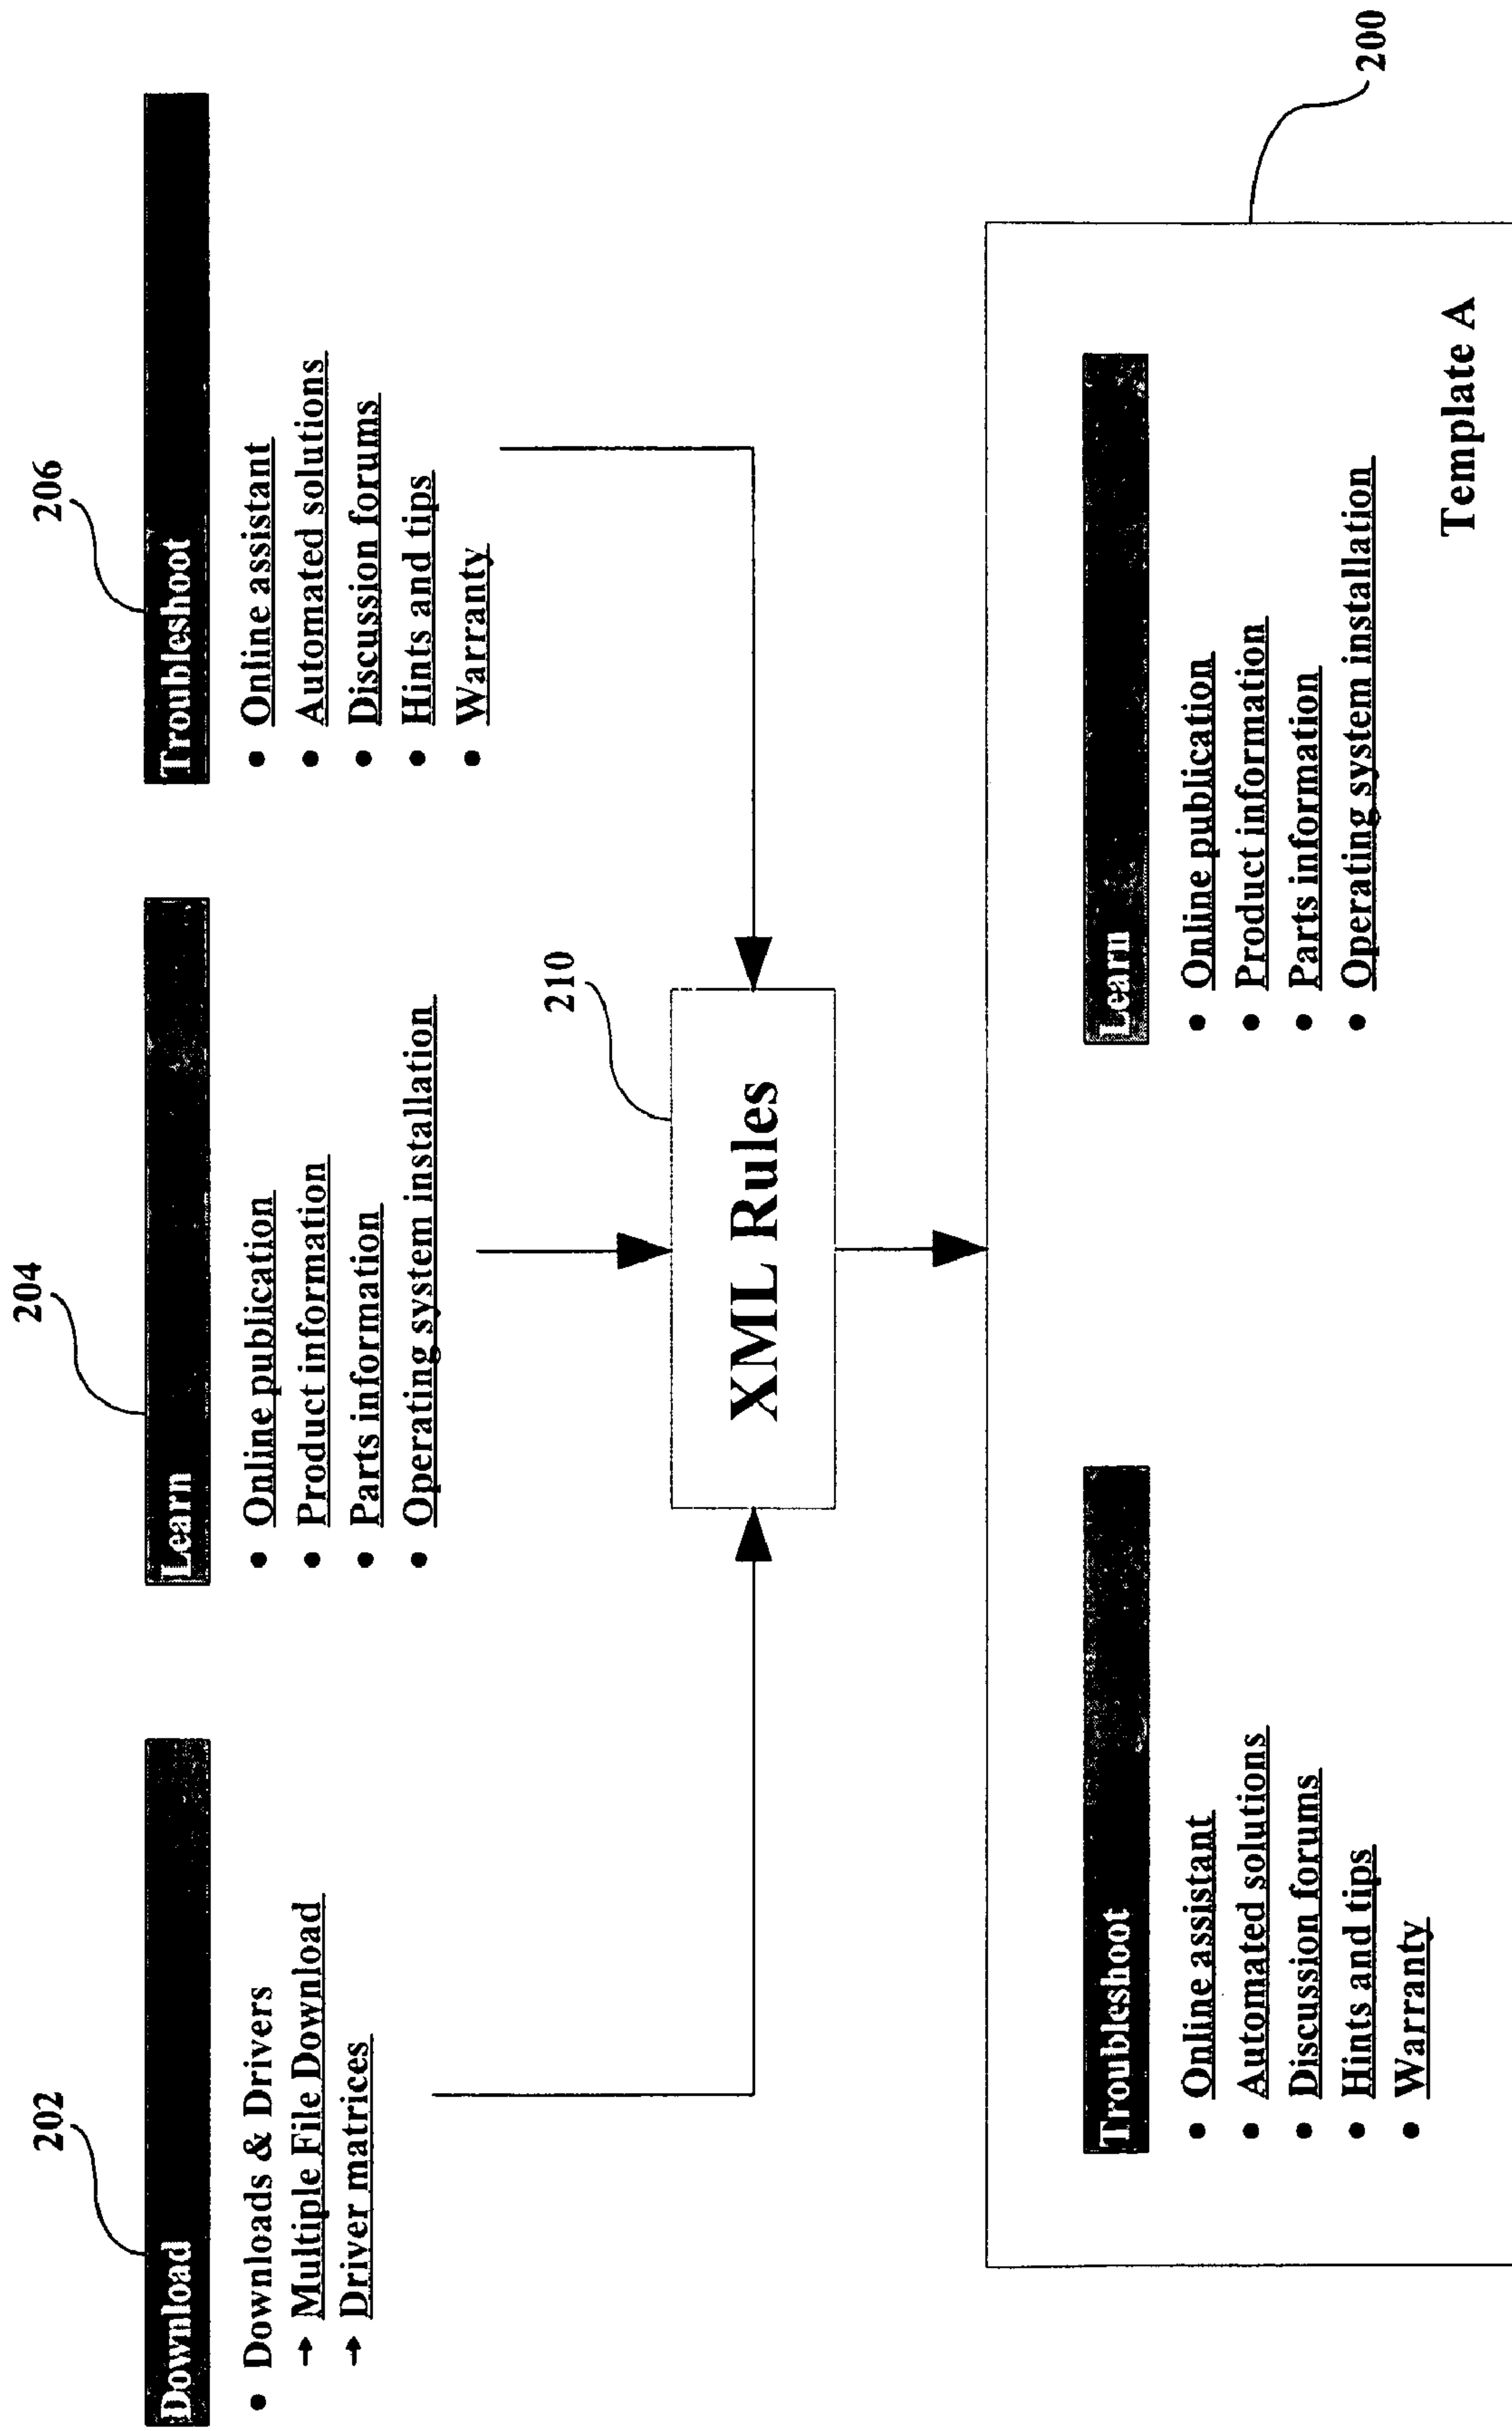 202
Download
• Downloads & Drivers
→ Multiple File Download
→ Driver matrices
204
Learn
• Online publication
• Product information
• Parts information
• Operating system installation
206
Troubleshoot
• Online assistant
• Automated solutions
• Discussion forums
• Hints and tips
• Warranty
210
XML Rules
200
Troubleshoot
• Online assistant
• Automated solutions
• Discussion forums
• Hints and tips
• Warranty
Learn
• Online publication
• Product information
• Parts information
• Operating system installation
Template A